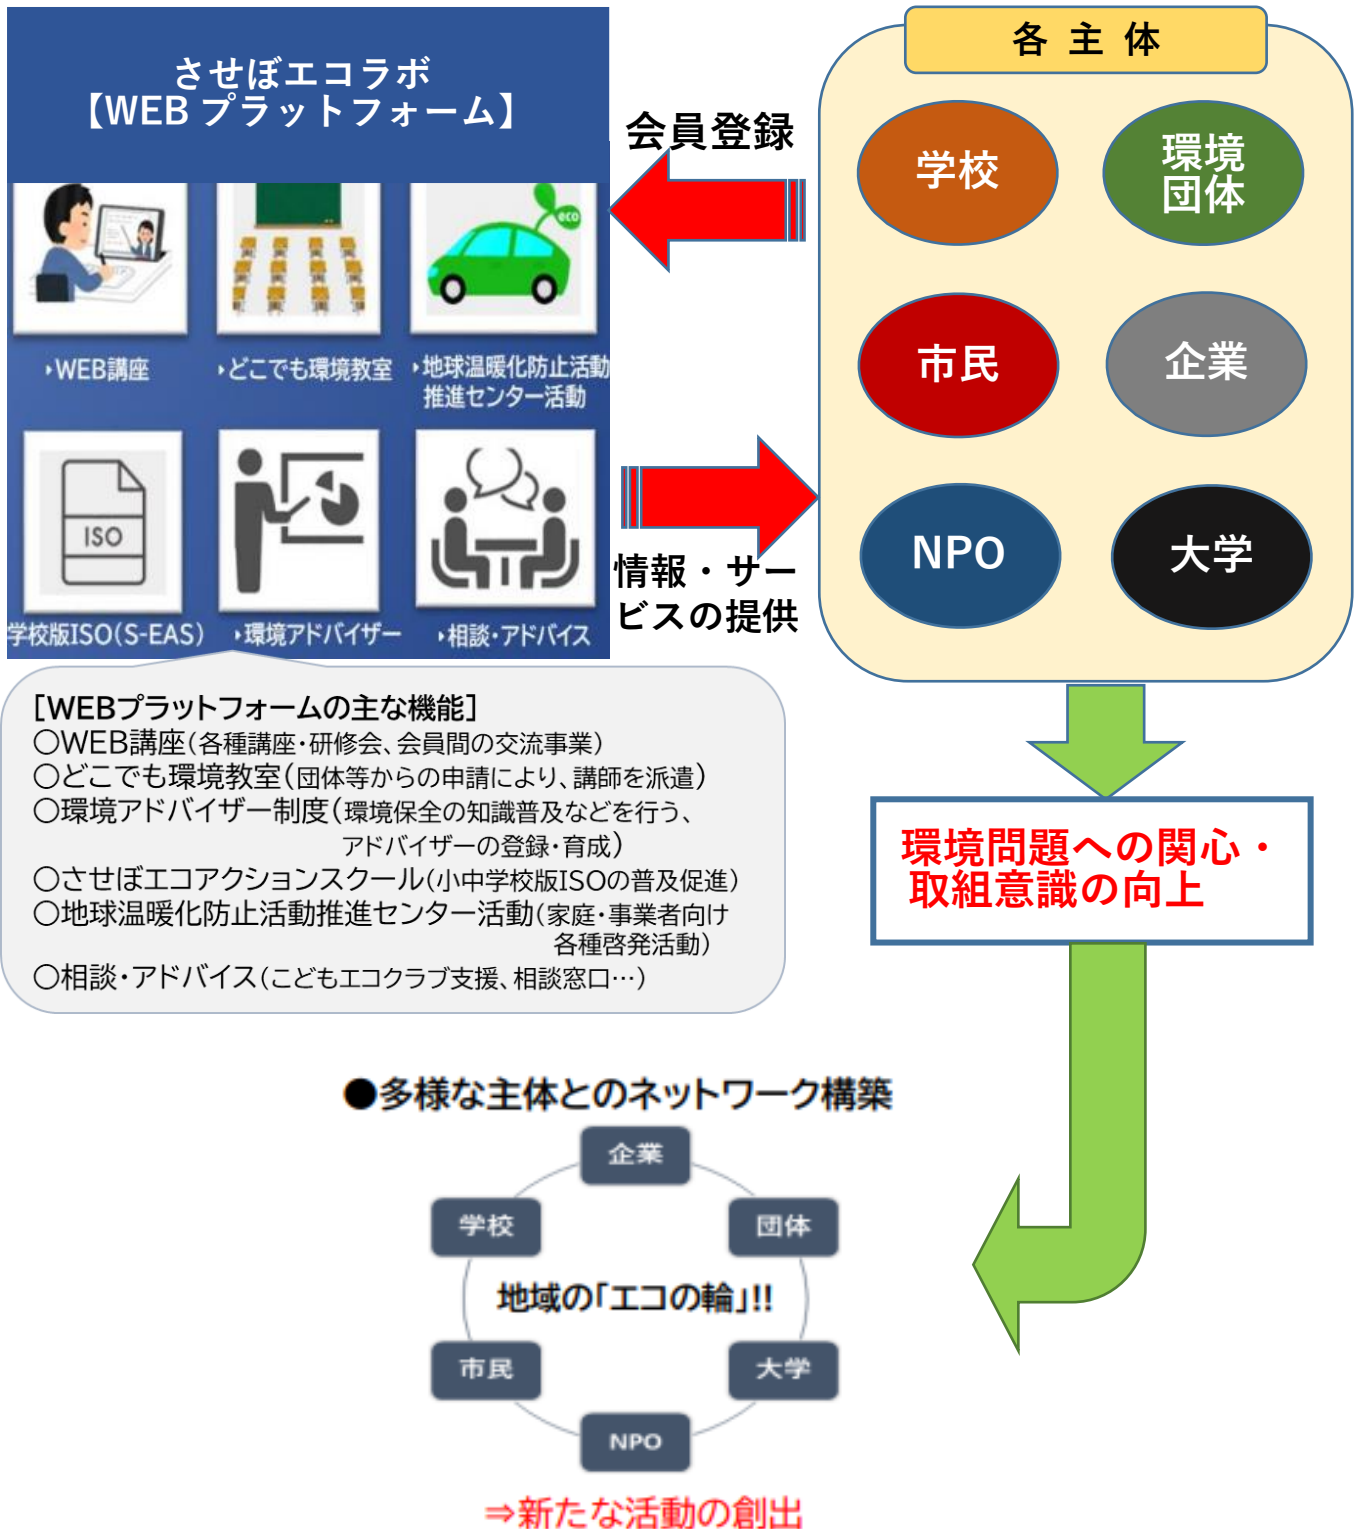 させぼエコラボ
【WEB プラットフォーム】
eco
▸WEB講座
▸どこでも環境教室
▸地球温暖化防止活動
推進センター活動
ISO
学校版ISO(S-EAS)
▸環境アドバイザー
▸相談・アドバイス
会員登録
情報・サー
ビスの提供
各 主 体
学校
環境
団体
市民
企業
NPO
大学
[WEBプラットフォームの主な機能]
○WEB講座(各種講座・研修会、会員間の交流事業)
○どこでも環境教室(団体等からの申請により、講師を派遣)
○環境アドバイザー制度(環境保全の知識普及などを行う、
アドバイザーの登録・育成)
○させぼエコアクションスクール(小中学校版ISOの普及促進)
○地球温暖化防止活動推進センター活動(家庭・事業者向け
各種啓発活動)
○相談・アドバイス(こどもエコクラブ支援、相談窓口…)
環境問題への関心・
取組意識の向上
●多様な主体とのネットワーク構築
企業
学校
団体
地域の「エコの輪」!!
市民
大学
NPO
⇒新たな活動の創出